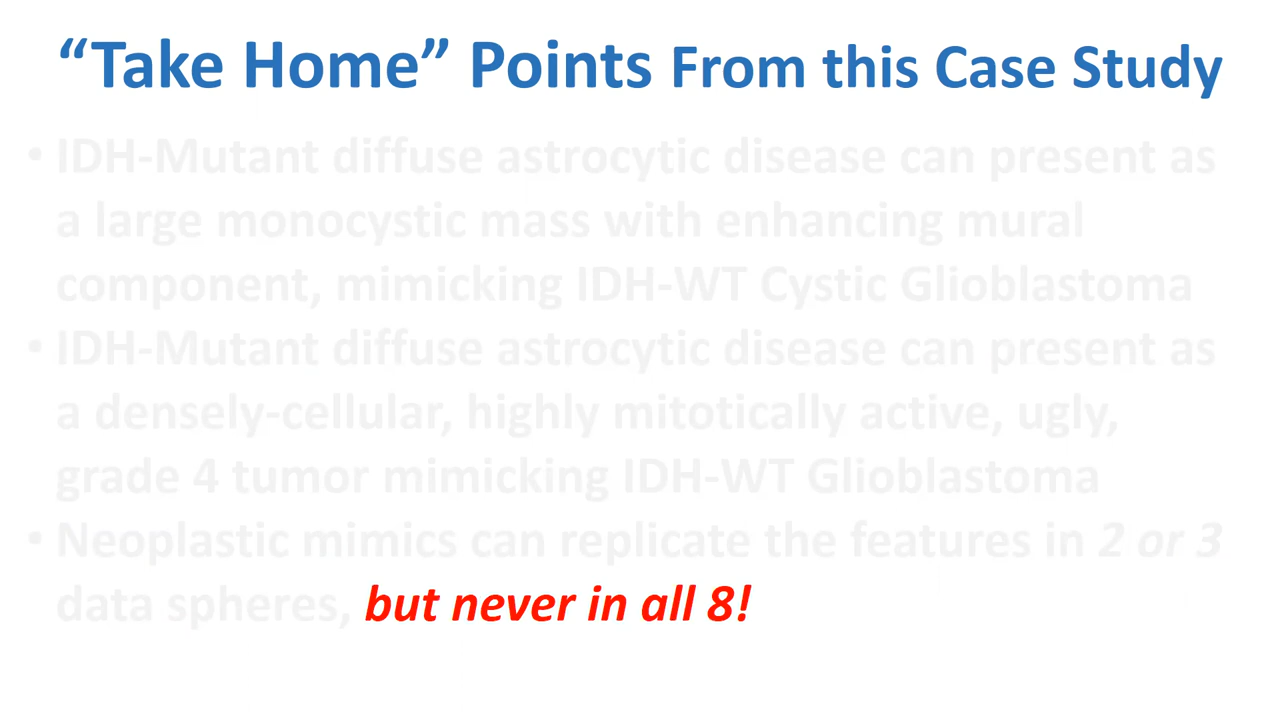 “Take Home” Points From this Case Study
• IDH-Mutant diffuse astrocytic disease can present as
a large monocystic mass with enhancing mural
component, mimicking IDH-WT Cystic Glioblastoma
• IDH-Mutant diffuse astrocytic disease can present as
a densely-cellular, highly mitotically active, ugly,
grade 4 tumor mimicking IDH-WT Glioblastoma
• Neoplastic mimics can replicate the features in 2 or 3
data spheres, but never in all 8!